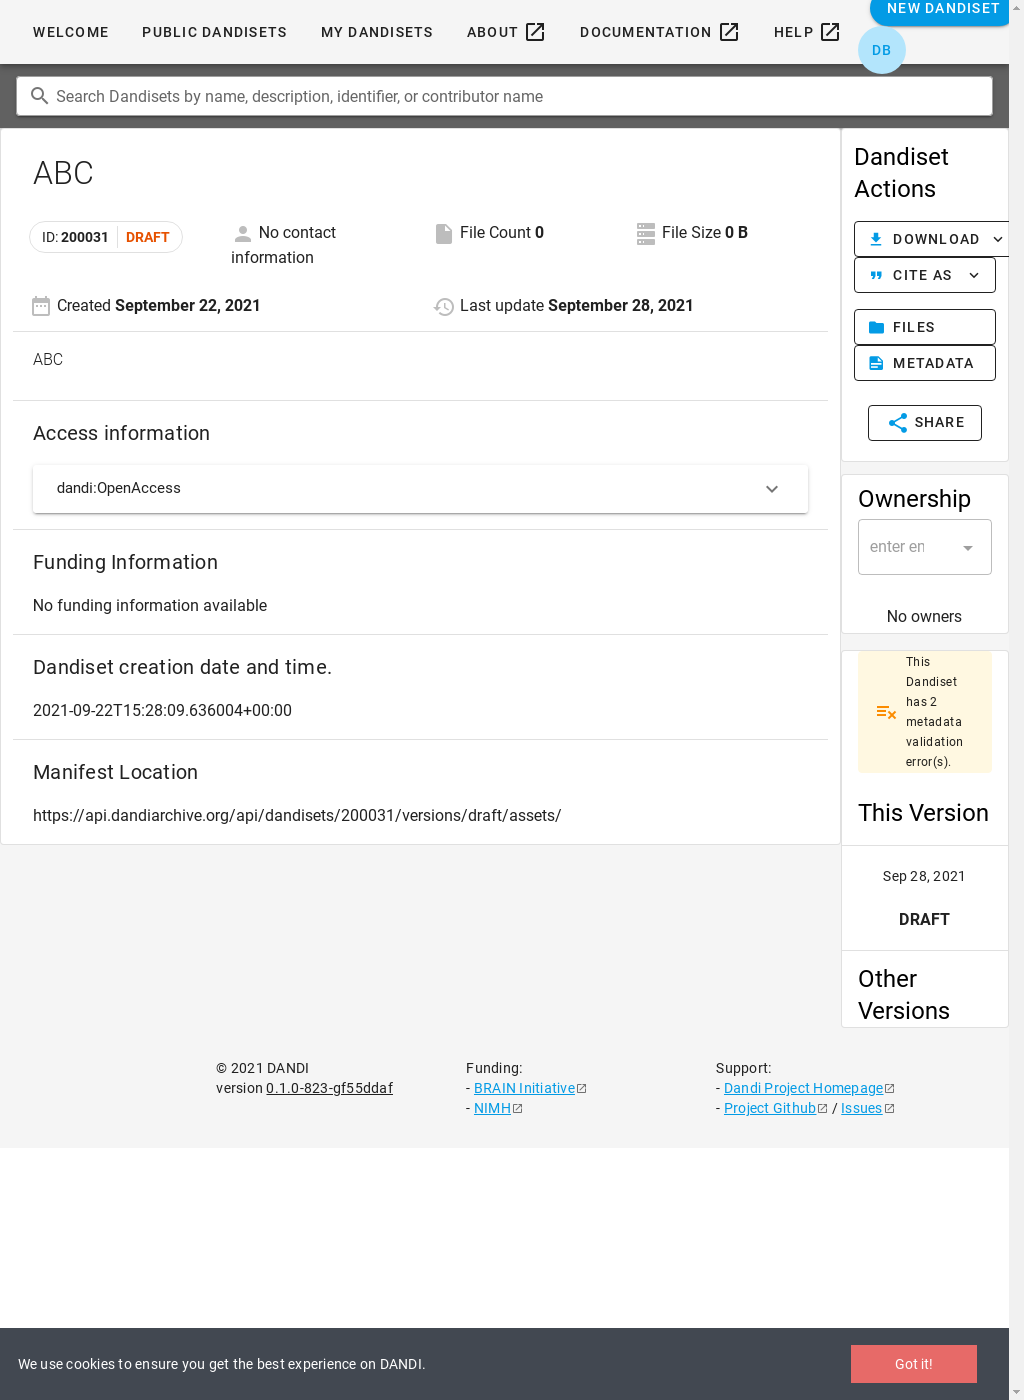 WELCOME
PUBLIC DANDISETS
MY DANDISETS
ABOUT
DOCUMENTATION
HELP
NEW DANDISET
DB
Search Dandisets by name, description, identifier, or contributor name
ABC
ID: 200031 DRAFT
No contact
information
File Count 0
File Size 0 B
Created September 22, 2021
Last update September 28, 2021
ABC
Access information
dandi:OpenAccess
Funding Information
No funding information available
Dandiset creation date and time.
2021-09-22T15:28:09.636004+00:00
Manifest Location
https://api.dandiarchive.org/api/dandisets/200031/versions/draft/assets/
Dandiset
Actions
DOWNLOAD
CITE AS
FILES
METADATA
SHARE
Ownership
enter en
No owners
This
Dandiset
has 2
metadata
validation
error(s).
This Version
Sep 28, 2021
DRAFT
Other
Versions
© 2021 DANDI
version 0.1.0-823-gf55ddaf
Funding:
- BRAIN Initiative
- NIMH
Support:
- Dandi Project Homepage
- Project Github / Issues
We use cookies to ensure you get the best experience on DANDI.
Got it!